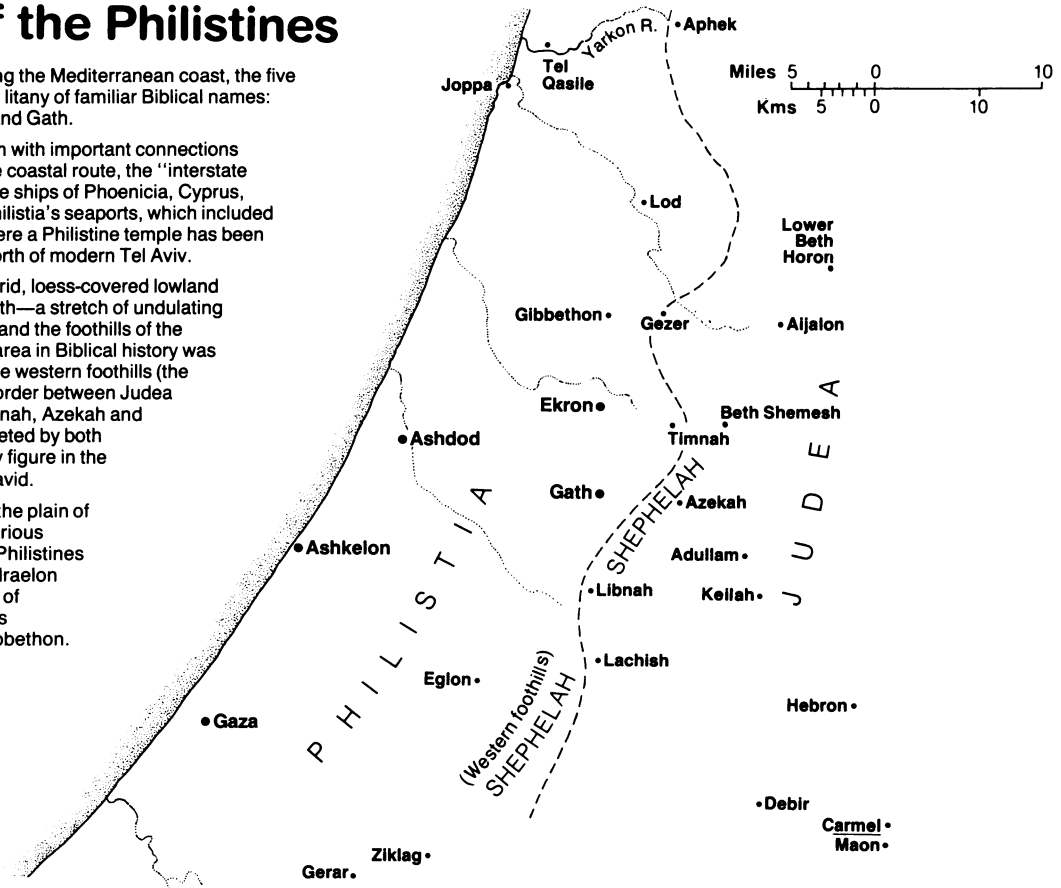 f the Philistines
ng the Mediterranean coast, the five
litany of familiar Biblical names:
nd Gath.
n with important connections
e coastal route, the "interstate
e ships of Phoenicia, Cyprus,
nilistia's seaports, which included
ere a Philistine temple has been
orth of modern Tel Aviv.
rid, loess-covered lowland
th—a stretch of undulating
and the foothills of the
area in Biblical history was
e western foothills (the
order between Judea
nnah, Azekah and
eted by both
y figure in the
avid.
the plain of
rious
Philistines
draelon
of
s
bbethon.
Yarkon R.
Aphek
Tel
Qasile
Joppa
Miles 5 0 10
Kms 5 0 10
Lod
Lower
Beth
Horon
Gibbethon
Gezer
Aijalon
Ekron
Beth Shemesh
Timnah
Ashdod
Gath
Azekah
SHEPHELAH
Ashkelon
Adullam
Libnah
Keilah
JUDEA
PHILISTIA
Lachish
Eglon
(Western foothills)
SHEPHELAH
Hebron
Gaza
Debir
Carmel
Maon
Ziklag
Gerar